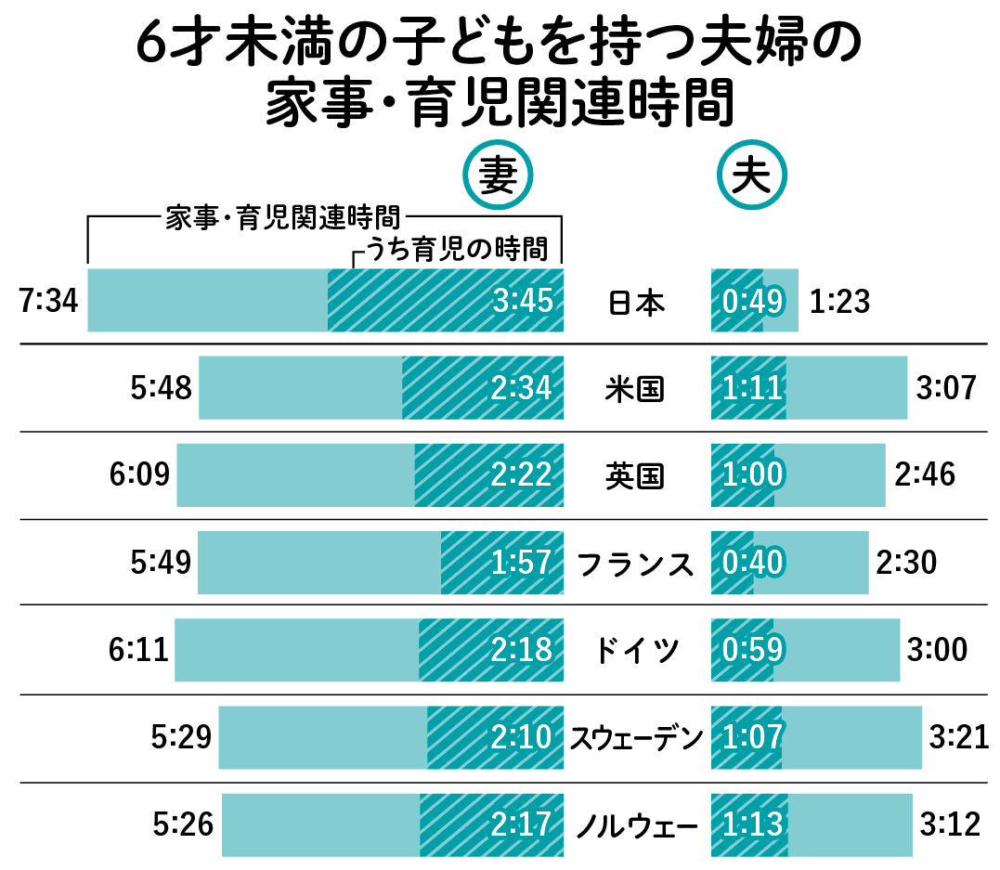 6才未満の子どもを持つ夫婦の
家事・育児関連時間
妻 夫
家事・育児関連時間
うち育児の時間
7:34 3:45 日本 0:49 1:23
5:48 2:34 米国 1:11 3:07
6:09 2:22 英国 1:00 2:46
5:49 1:57 フランス 0:40 2:30
6:11 2:18 ドイツ 0:59 3:00
5:29 2:10 スウェーデン 1:07 3:21
5:26 2:17 ノルウェー 1:13 3:12